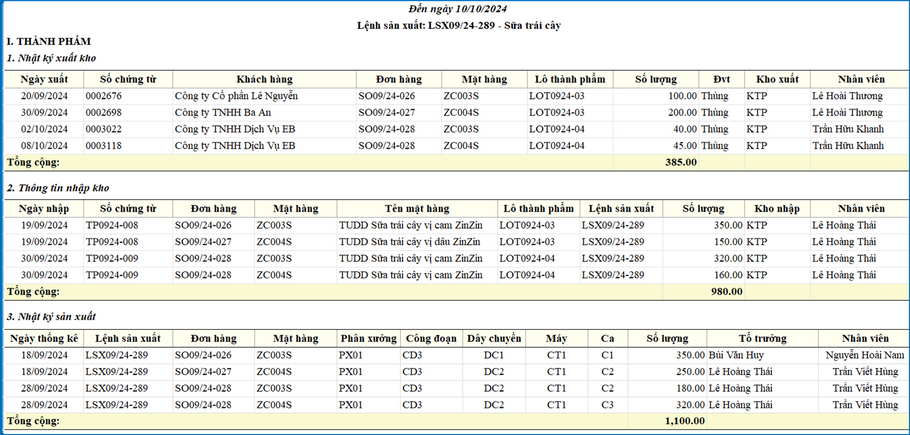 Đến ngày 10/10/2024
Lệnh sản xuất: LSX09/24-289 - Sữa trái cây
I. THÀNH PHẨM
1. Nhật ký xuất kho
Ngày xuất Số chứng từ Khách hàng Đơn hàng Mặt hàng Lô thành phẩm Số lượng Đvt Kho xuất Nhân viên
20/09/2024 0002676 Công ty Cổ phần Lê Nguyễn SO09/24-026 ZC003S LOT0924-03 100.00 Thùng KTP Lê Hoài Thương
30/09/2024 0002698 Công ty TNHH Ba An SO09/24-027 ZC004S LOT0924-03 200.00 Thùng KTP Lê Hoài Thương
02/10/2024 0003022 Công ty TNHH Dịch Vụ EB SO09/24-028 ZC003S LOT0924-04 40.00 Thùng KTP Trần Hữu Khanh
08/10/2024 0003118 Công ty TNHH Dịch Vụ EB SO09/24-028 ZC004S LOT0924-04 45.00 Thùng KTP Trần Hữu Khanh
Tổng cộng: 385.00
2. Thông tin nhập kho
Ngày nhập Số chứng từ Đơn hàng Mặt hàng Tên mặt hàng Lô thành phẩm Lệnh sản xuất Số lượng Kho nhập Nhân viên
19/09/2024 TP0924-008 SO09/24-026 ZC003S TUDD Sữa trái cây vị cam ZinZin LOT0924-03 LSX09/24-289 350.00 KTP Lê Hoàng Thái
19/09/2024 TP0924-008 SO09/24-027 ZC004S TUDD Sữa trái cây vị dâu ZinZin LOT0924-03 LSX09/24-289 150.00 KTP Lê Hoàng Thái
30/09/2024 TP0924-009 SO09/24-028 ZC003S TUDD Sữa trái cây vị cam ZinZin LOT0924-04 LSX09/24-289 320.00 KTP Lê Hoàng Thái
30/09/2024 TP0924-009 SO09/24-028 ZC004S TUDD Sữa trái cây vị cam ZinZin LOT0924-04 LSX09/24-289 160.00 KTP Lê Hoàng Thái
Tổng cộng: 980.00
3. Nhật ký sản xuất
Ngày thống kê Lệnh sản xuất Đơn hàng Mặt hàng Phân xưởng Công đoạn Dây chuyền Máy Ca Số lượng Tổ trưởng Nhân viên
18/09/2024 LSX09/24-289 SO09/24-026 ZC003S PX01 CD3 DC1 CT1 C1 350.00 Bùi Văn Huy Nguyễn Hoài Nam
18/09/2024 LSX09/24-289 SO09/24-027 ZC004S PX01 CD3 DC2 CT1 C2 250.00 Lê Hoàng Thái Trần Viết Hùng
28/09/2024 LSX09/24-289 SO09/24-028 ZC003S PX01 CD3 DC2 CT1 C2 180.00 Lê Hoàng Thái Trần Viết Hùng
28/09/2024 LSX09/24-289 SO09/24-028 ZC004S PX01 CD3 DC2 CT1 C3 320.00 Lê Hoàng Thái Trần Viết Hùng
Tổng cộng: 1,100.00